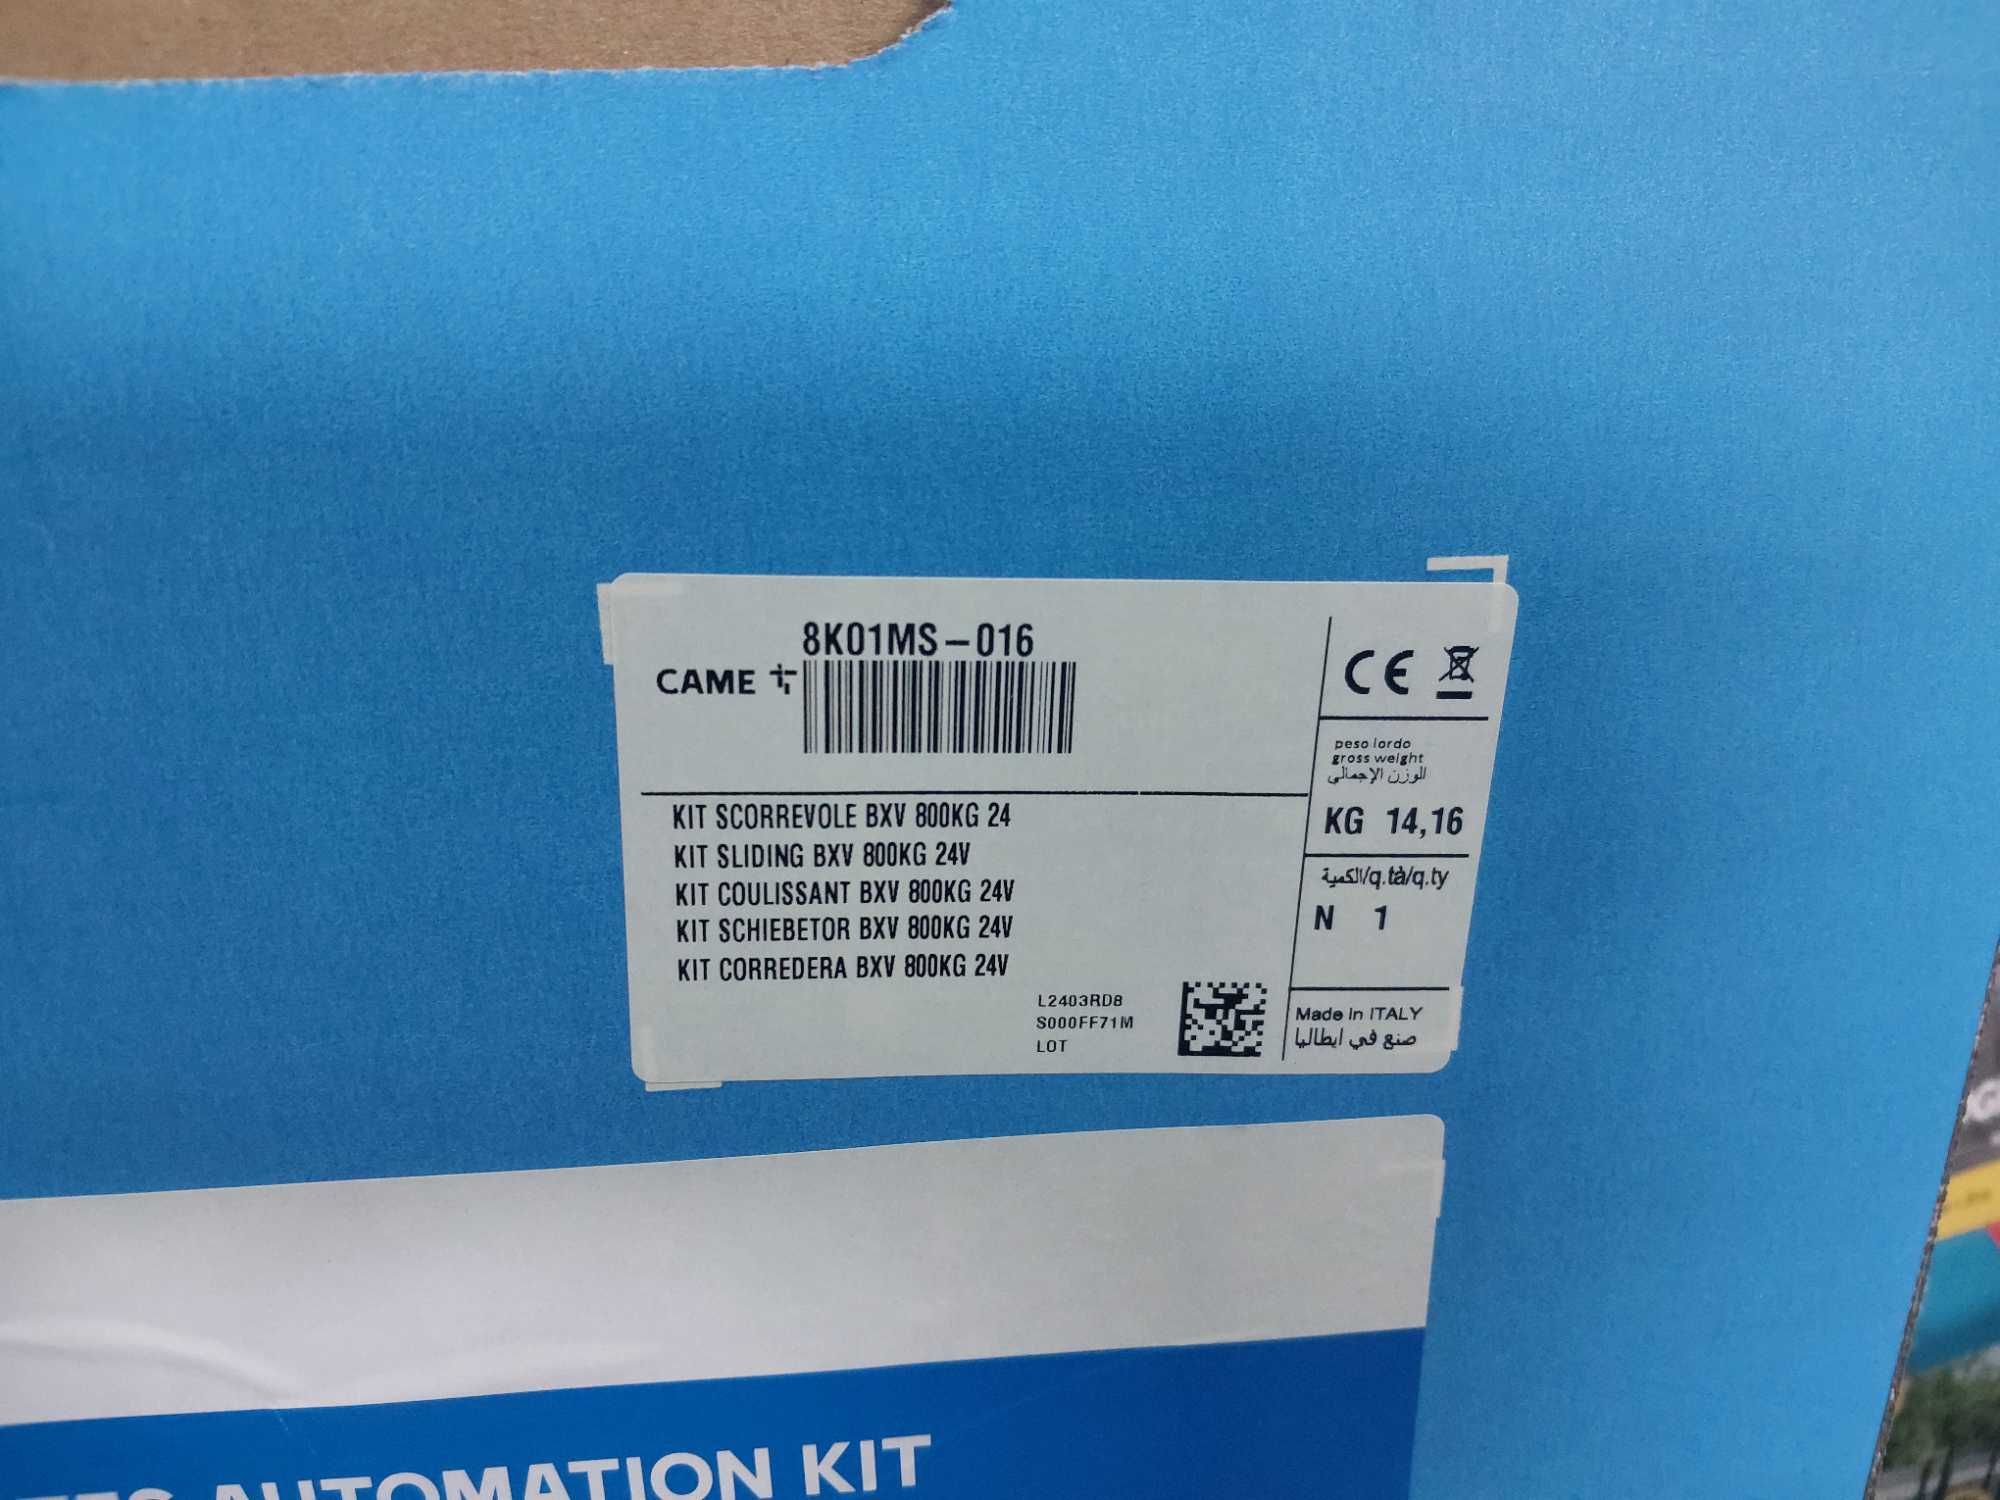 8K01MS-016
CAME
KIT SCORREVOLE BXV 800KG 24
KIT SLIDING BXV 800KG 24V
KIT COULISSANT BXV 800KG 24V
KIT SCHIEBETOR BXV 800KG 24V
KIT CORREDERA BXV 800KG 24V
L2403RD8
S000FF71M
LOT
CE
peso lordo
gross weight
الوزن الإجمالي
KG 14,16
الكمية/q.tà/q.ty
N 1
Made in ITALY
صنع في ايطاليا
AUTOMATION KIT